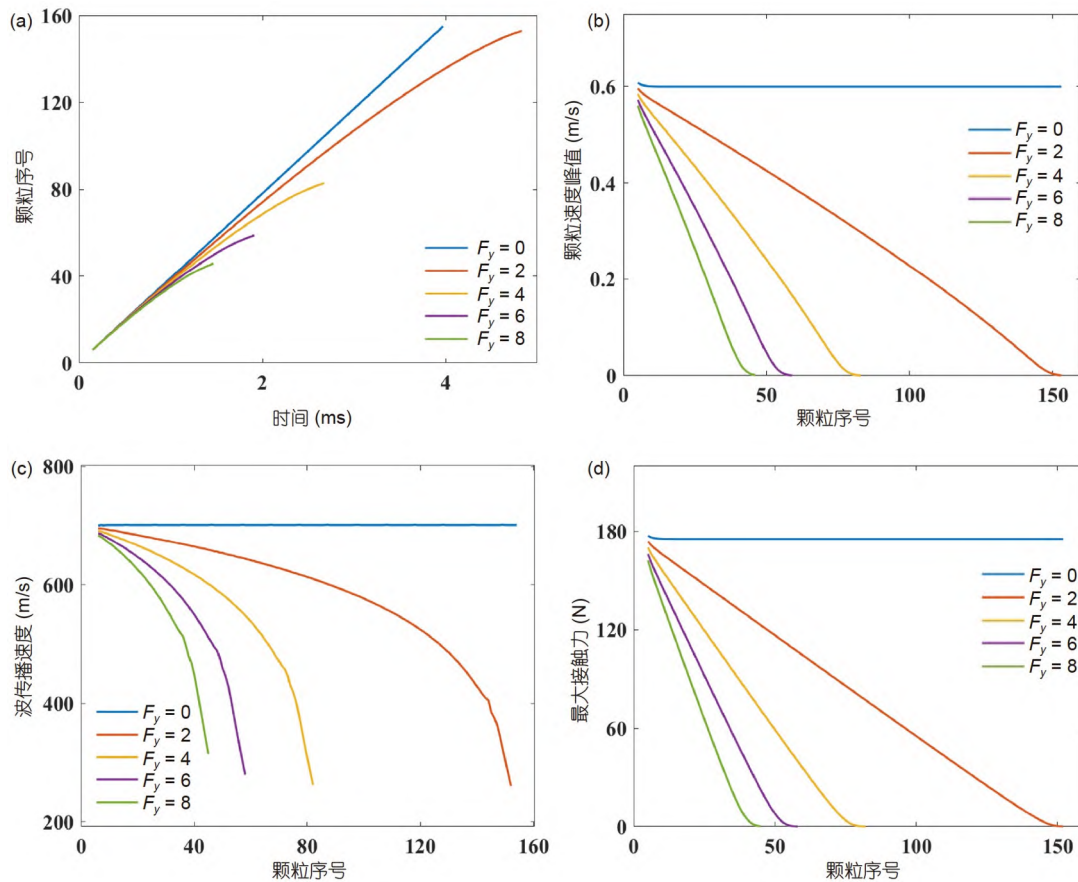 (a)
160
120
80
40
0
颗粒序号
0
2
4
时间 (ms)
F_y = 0
F_y = 2
F_y = 4
F_y = 6
F_y = 8
(b)
0.6
0.4
0.2
0
颗粒速度峰值 (m/s)
0
50
100
150
颗粒序号
F_y = 0
F_y = 2
F_y = 4
F_y = 6
F_y = 8
(c)
800
600
400
200
波传播速度 (m/s)
0
40
80
120
160
颗粒序号
F_y = 0
F_y = 2
F_y = 4
F_y = 6
F_y = 8
(d)
180
120
60
0
最大接触力 (N)
0
50
100
150
颗粒序号
F_y = 0
F_y = 2
F_y = 4
F_y = 6
F_y = 8